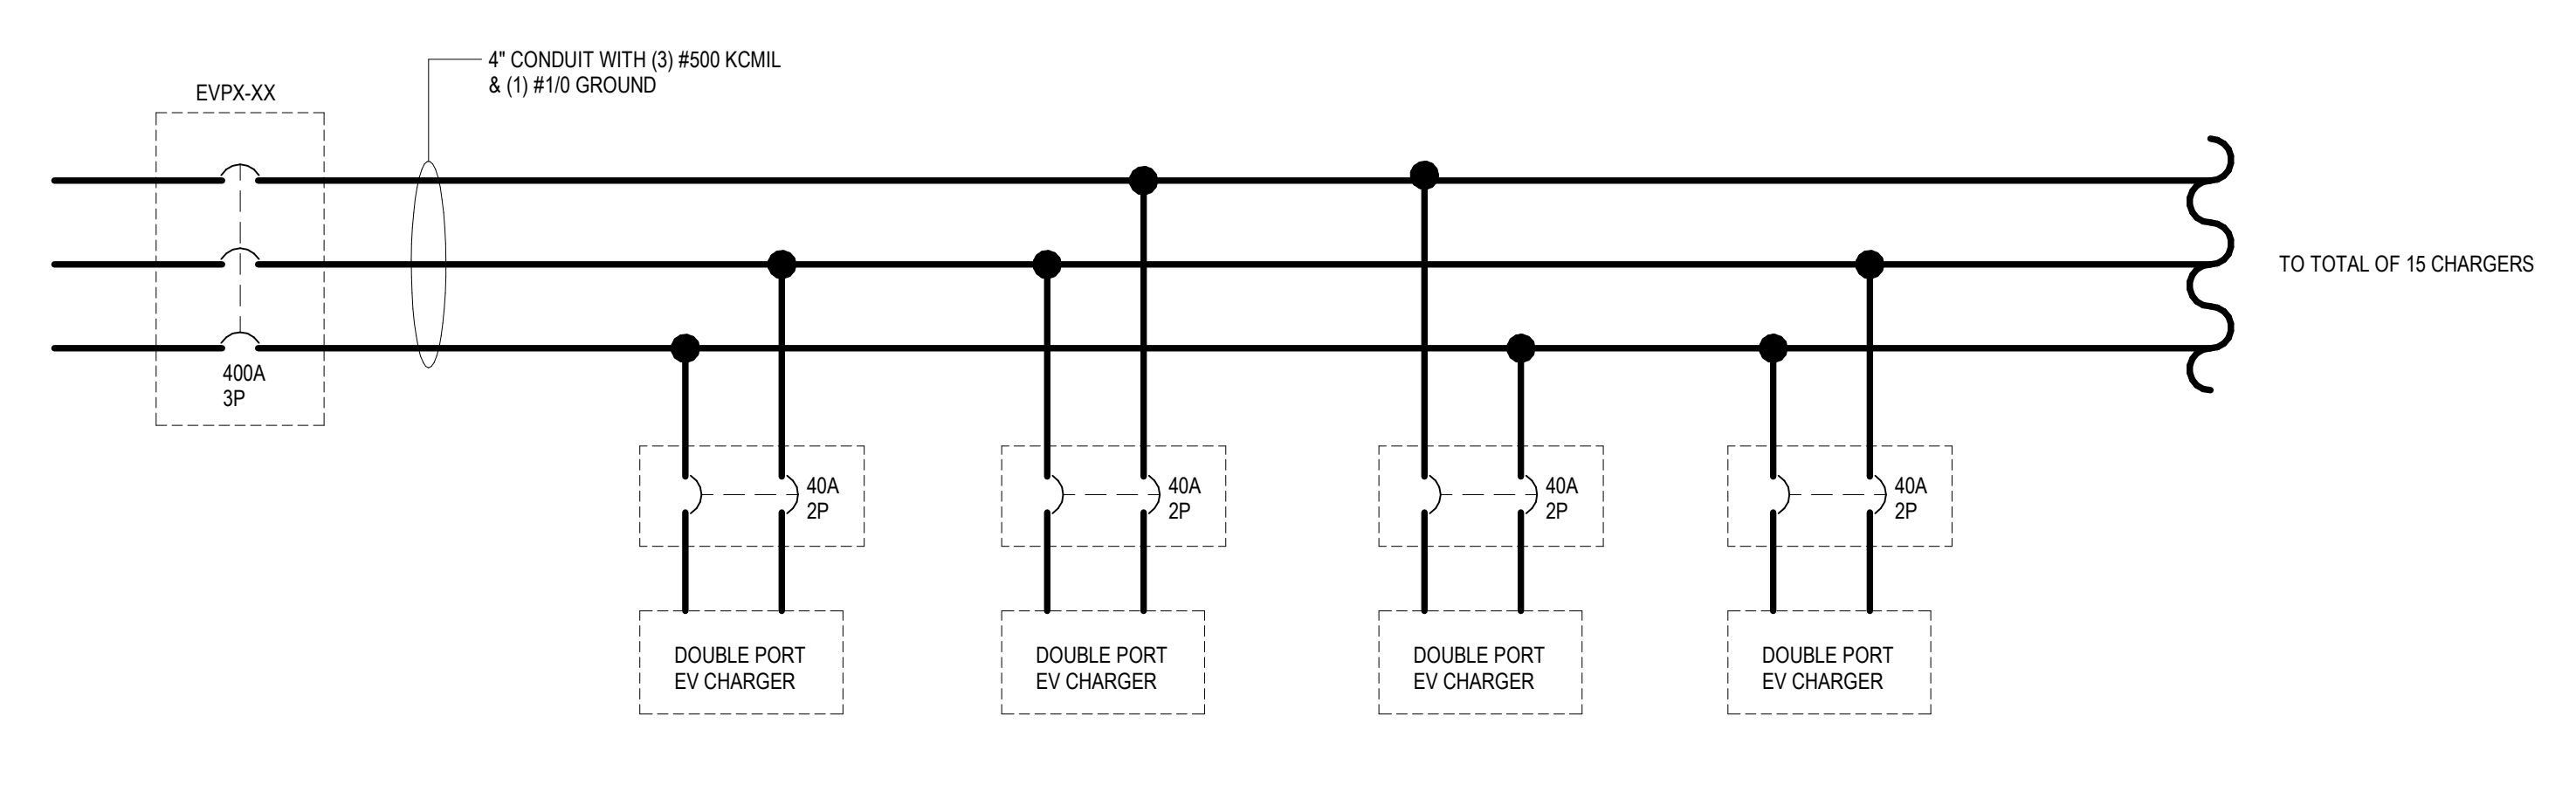 4" CONDUIT WITH (3) #500 KCMIL
& (1) #1/0 GROUND
EVPX-XX
TO TOTAL OF 15 CHARGERS
400A
3P
40A
2P
40A
2P
40A
2P
40A
2P
DOUBLE PORT
EV CHARGER
DOUBLE PORT
EV CHARGER
DOUBLE PORT
EV CHARGER
DOUBLE PORT
EV CHARGER